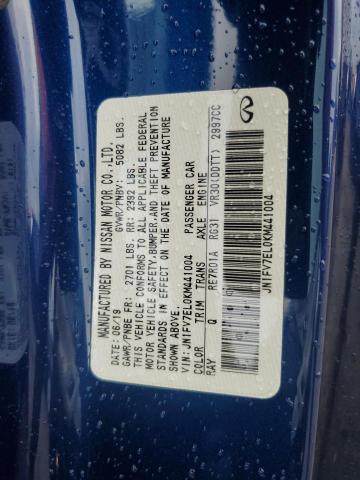 MANUFACTURED BY NISSAN MOTOR CO.,LTD.
DATE: 06/19 GVWR/PNBV: 5082 LBS.
GAWR/PNBE FR: 2701 LBS. RR: 2392 LBS.
THIS VEHICLE CONFORMS TO ALL APPLICABLE FEDERAL
MOTOR VEHICLE SAFETY,BUMPER,AND THEFT PREVENTION
STANDARDS IN EFFECT ON THE DATE OF MANUFACTURE
SHOWN ABOVE.
VIN: JN1FV7EL0KM441004 PASSENGER CAR
COLOR TRIM TRANS AXLE ENGINE
RAY Q RE7R01A RG31 VR30(DDTT) 2997CC
JN1FV7EL0KM441004